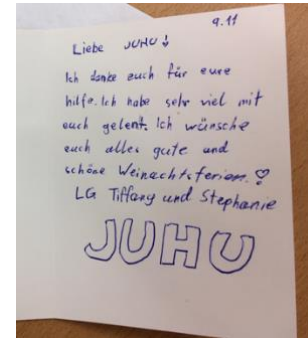 9.11
Liebe JUHU!
Ich danke euch für eure
hilfe. Ich habe sehr viel mit
euch gelent. Ich wünsche
euch alles gute und
schöne Weinachtsferien.
LG Tiffany und Stephanie
JUHU